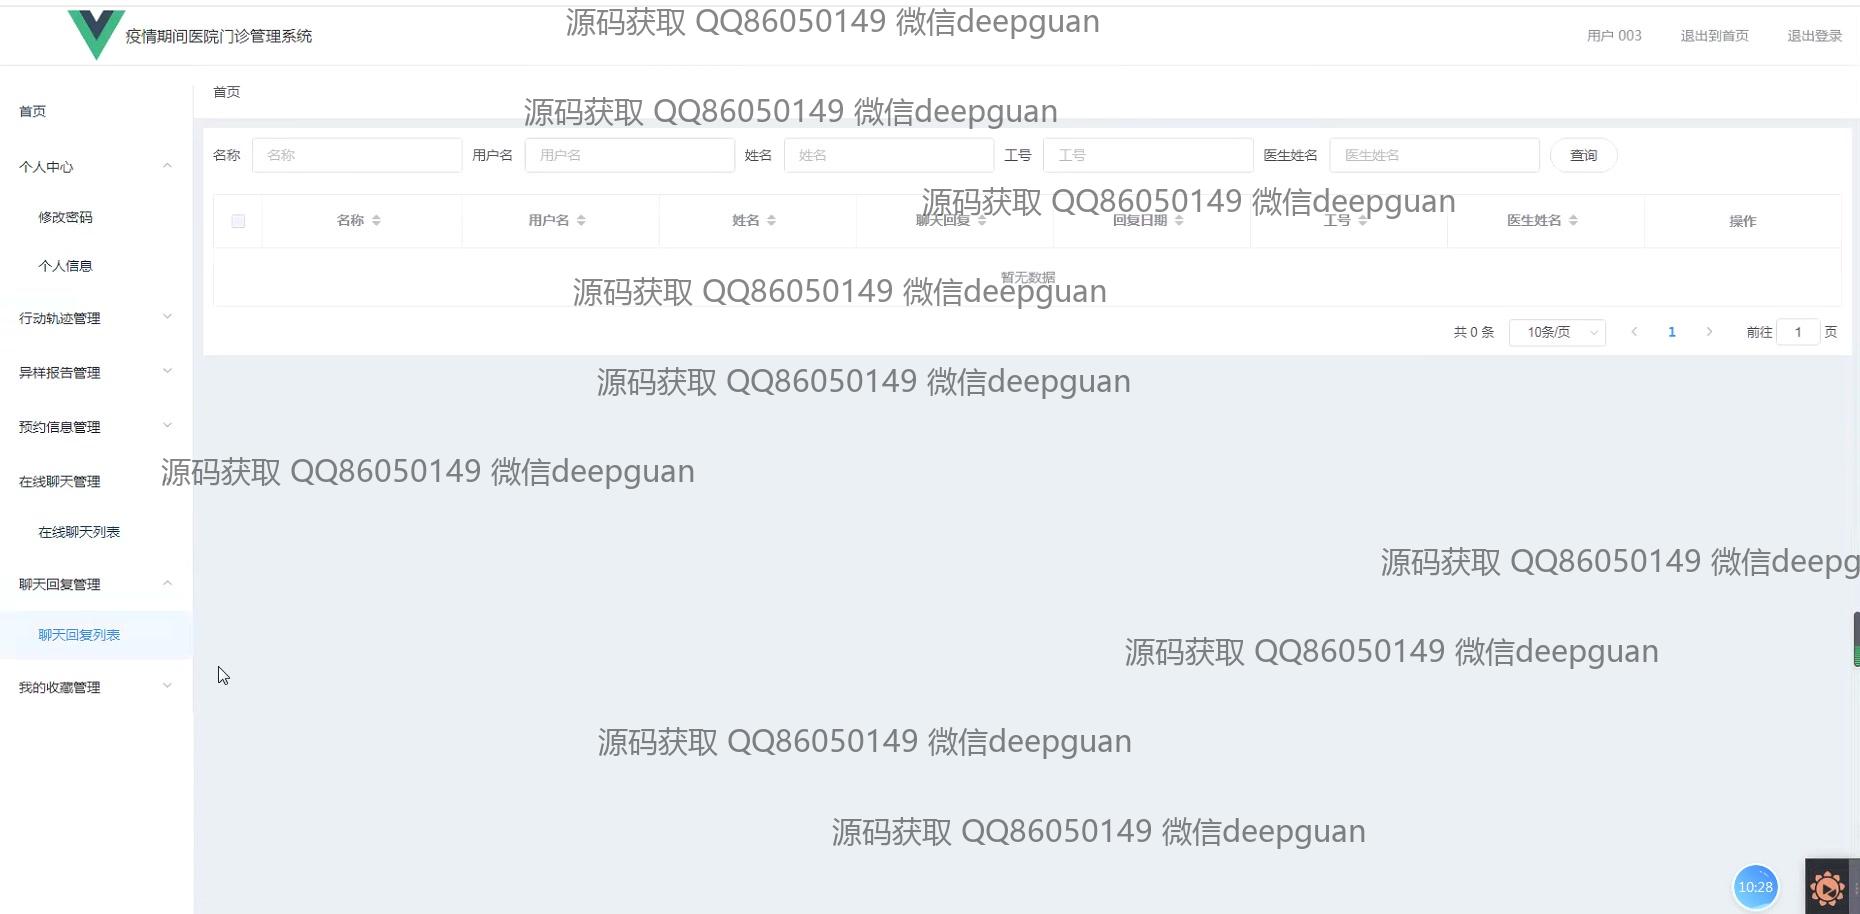 源码获取 QQ86050149 微信deepguan
疫情期间医院门诊管理系统
用户 003 退出到首页 退出登录
首页
首页
源码获取 QQ86050149 微信deepguan
个人中心
名称 名称 用户名 用户名 姓名 姓名 工号 工号 医生姓名 医生姓名 查询
源码获取 QQ86050149 微信deepguan
修改密码
名称 用户名 姓名 聊天回复 回复日期 工号 医生姓名 操作
个人信息
暂无数据
源码获取 QQ86050149 微信deepguan
行动轨迹管理
共 0 条 10条/页 1 前往 1 页
异样报告管理
源码获取 QQ86050149 微信deepguan
预约信息管理
在线聊天管理
源码获取 QQ86050149 微信deepguan
在线聊天列表
源码获取 QQ86050149 微信deepg
聊天回复管理
聊天回复列表
源码获取 QQ86050149 微信deepguan
我的收藏管理
源码获取 QQ86050149 微信deepguan
源码获取 QQ86050149 微信deepguan
10:28